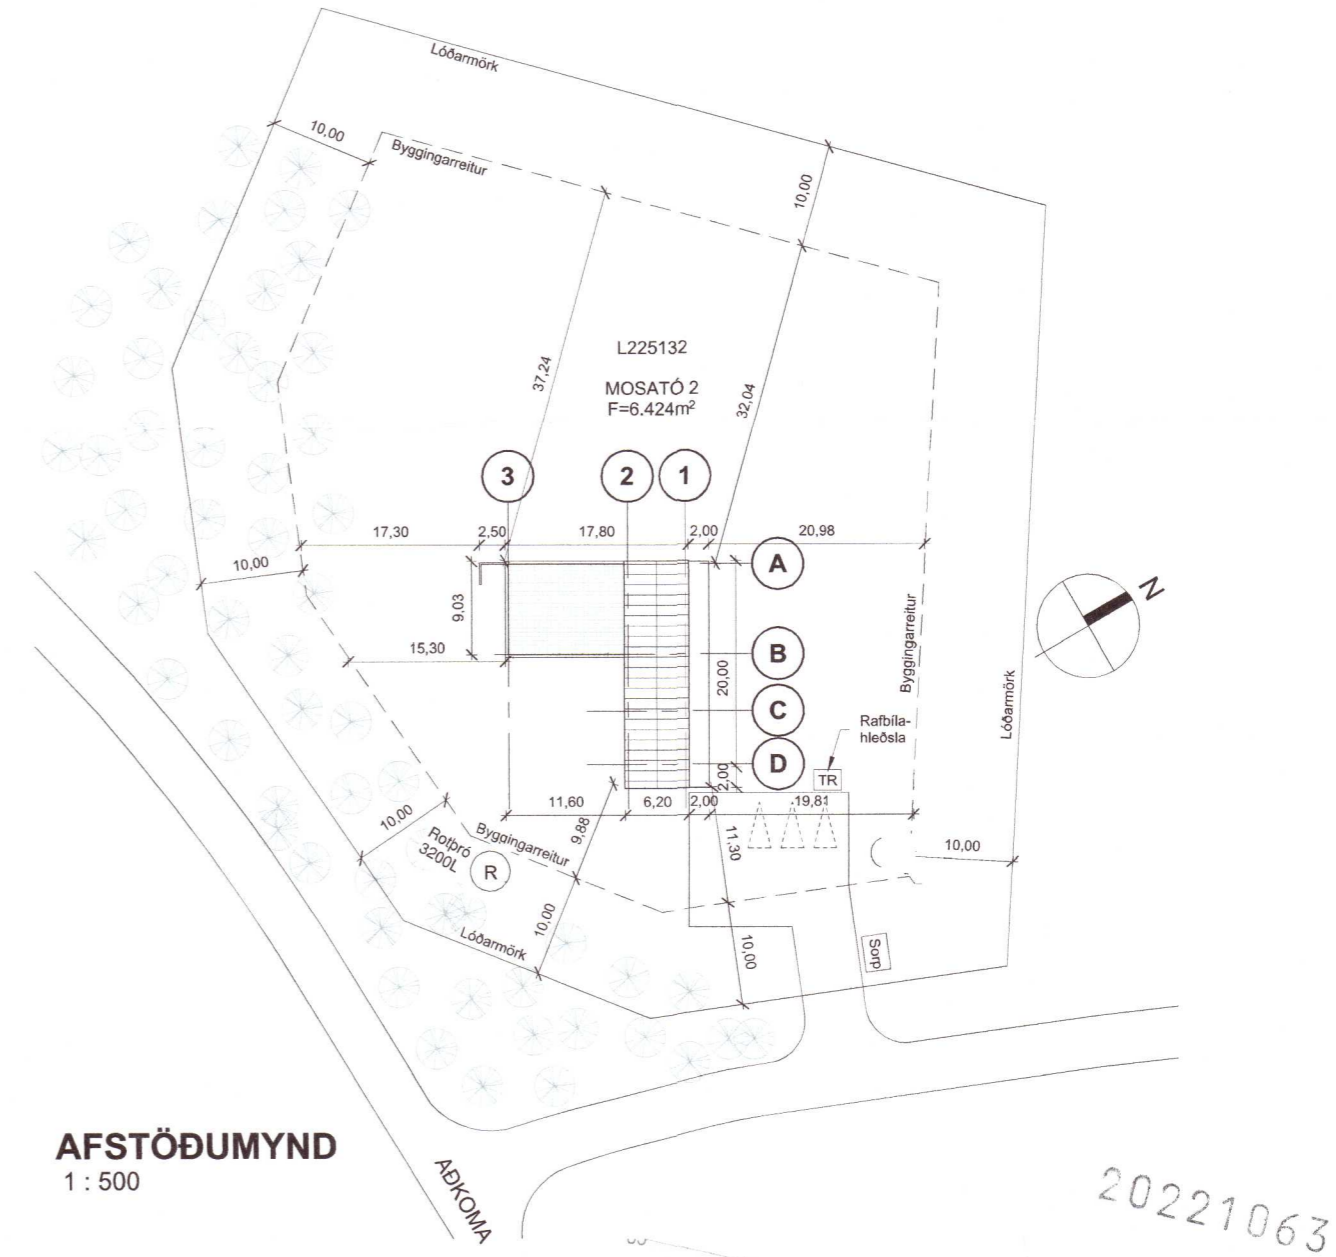 Lóðarmörk
10,00
Byggingarreitur
10,00
L225132
MOSATÓ 2
F=6.424m²
37,24
32,04
3
2
1
17,30
2,50
17,80
2,00
20,98
A
10,00
9,03
N
15,30
B
Byggingarreitur
20,00
C
Lóðarmörk
Rafbíla-
hleðsla
D
TR
2,00
11,60
6,20
2,00
19,81
10,00
9,88
11,30
Rotþró
3200L
R
Byggingarreitur
10,00
10,00
Lóðarmörk
10,00
Sorp
AFSTÖÐUMYND
1 : 500
AÐKOMA
20221063